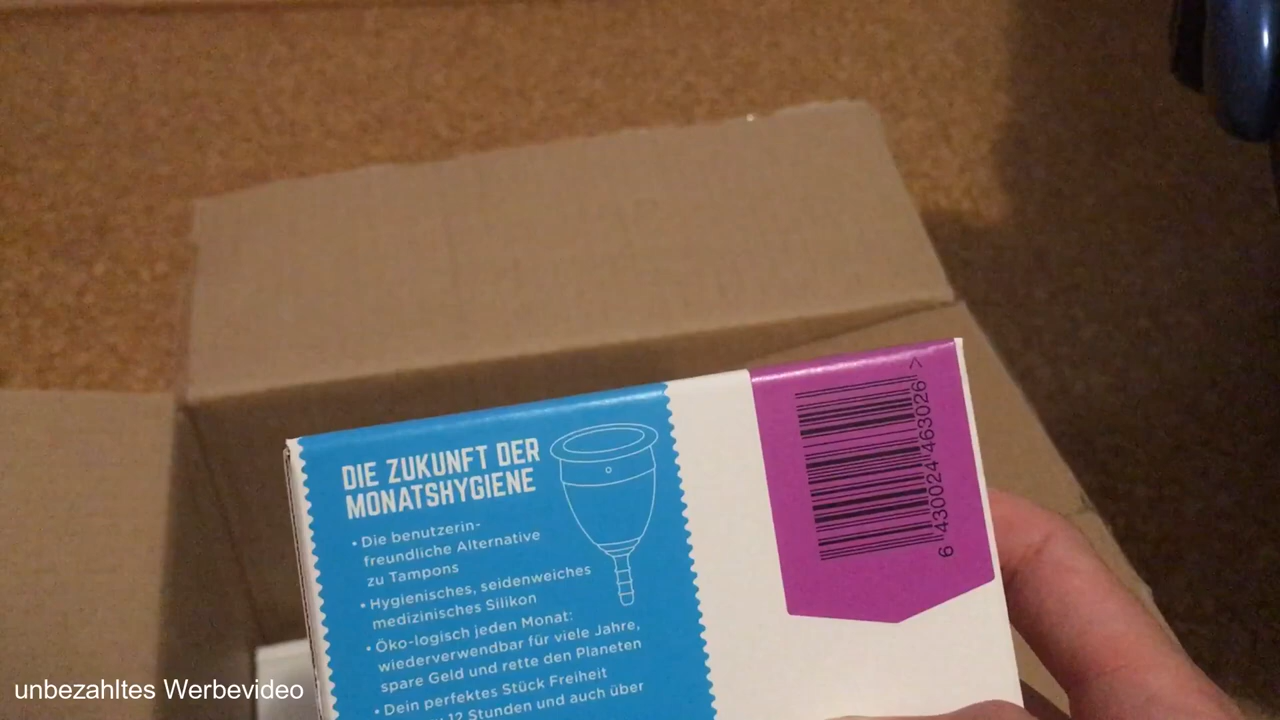 DIE ZUKUNFT DER
MONATSHYGIENE
• Die benutzerin-
freundliche Alternative
zu Tampons
• Hygienisches, seidenweiches
medizinisches Silikon
• Öko-logisch jeden Monat:
wiederverwendbar für viele Jahre,
spare Geld und rette den Planeten
• Dein perfektes Stück Freiheit
12 Stunden und auch über
6 430024 463026 >
unbezahltes Werbevideo